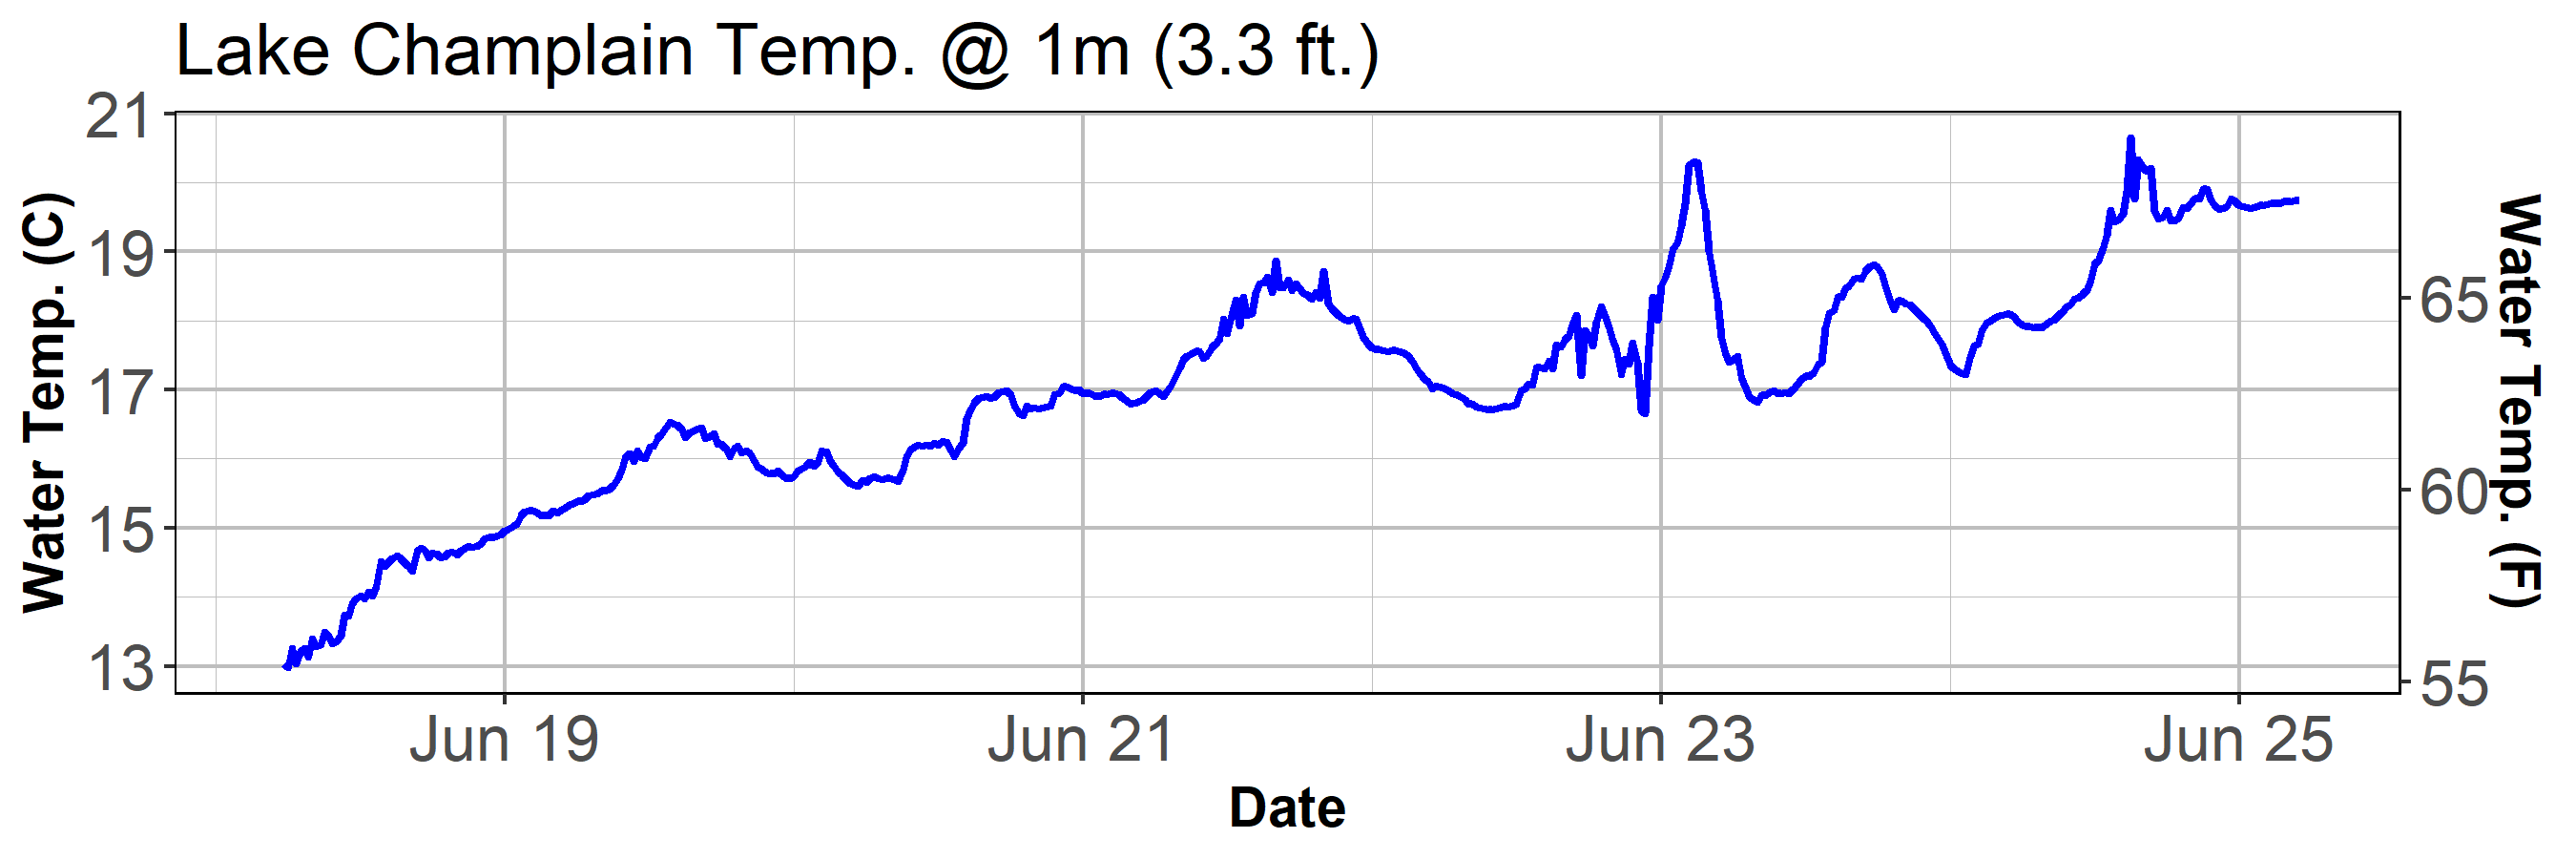 Lake Champlain Temp. @ 1m (3.3 ft.)
Water Temp. (C)
21
19
17
15
13
65
60
55
Water Temp. (F)
Jun 19
Jun 21
Jun 23
Jun 25
Date